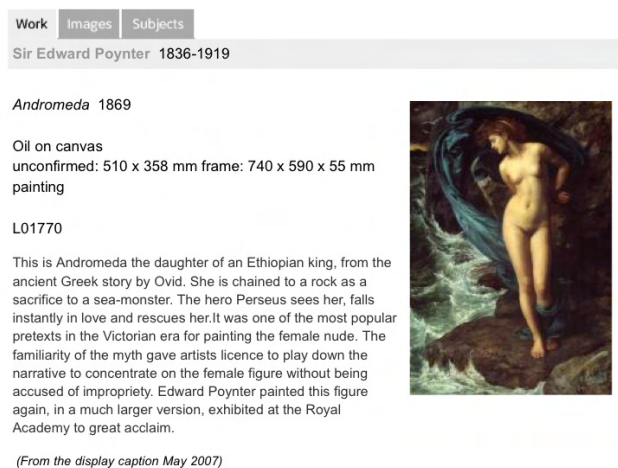 Work Images Subjects
Sir Edward Poynter 1836-1919
Andromeda 1869
Oil on canvas
unconfirmed: 510 x 358 mm frame: 740 x 590 x 55 mm
painting
L01770
This is Andromeda the daughter of an Ethiopian king, from the
ancient Greek story by Ovid. She is chained to a rock as a
sacrifice to a sea-monster. The hero Perseus sees her, falls
instantly in love and rescues her.It was one of the most popular
pretexts in the Victorian era for painting the female nude. The
familiarity of the myth gave artists licence to play down the
narrative to concentrate on the female figure without being
accused of impropriety. Edward Poynter painted this figure
again, in a much larger version, exhibited at the Royal
Academy to great acclaim.
(From the display caption May 2007)